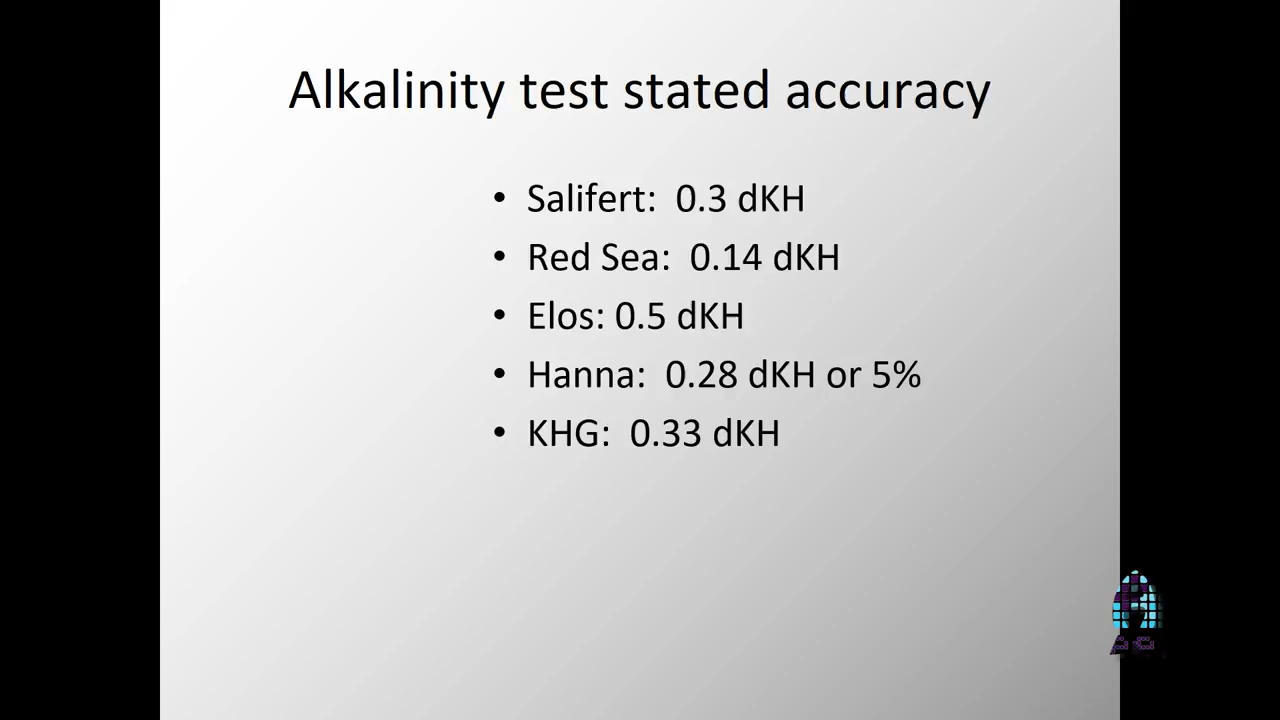 Alkalinity test stated accuracy
• Salifert: 0.3 dKH
• Red Sea: 0.14 dKH
• Elos: 0.5 dKH
• Hanna: 0.28 dKH or 5%
• KHG: 0.33 dKH